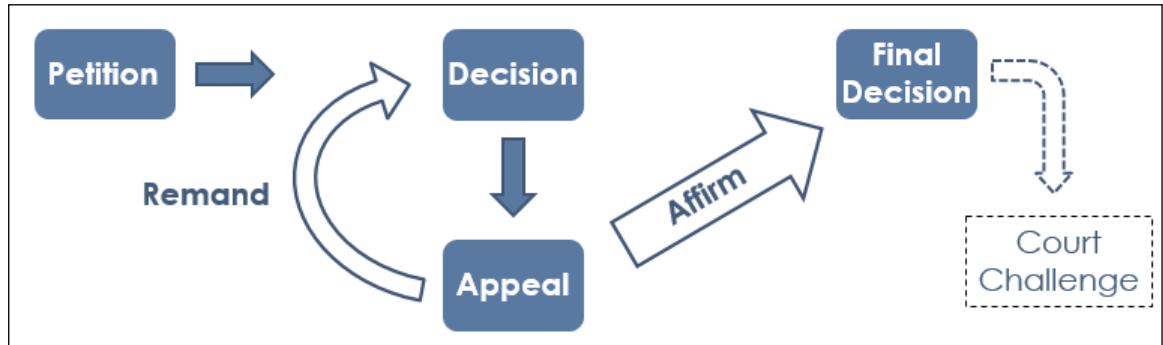 Petition
Decision
Final
Decision
Remand
Affirm
Appeal
Court
Challenge